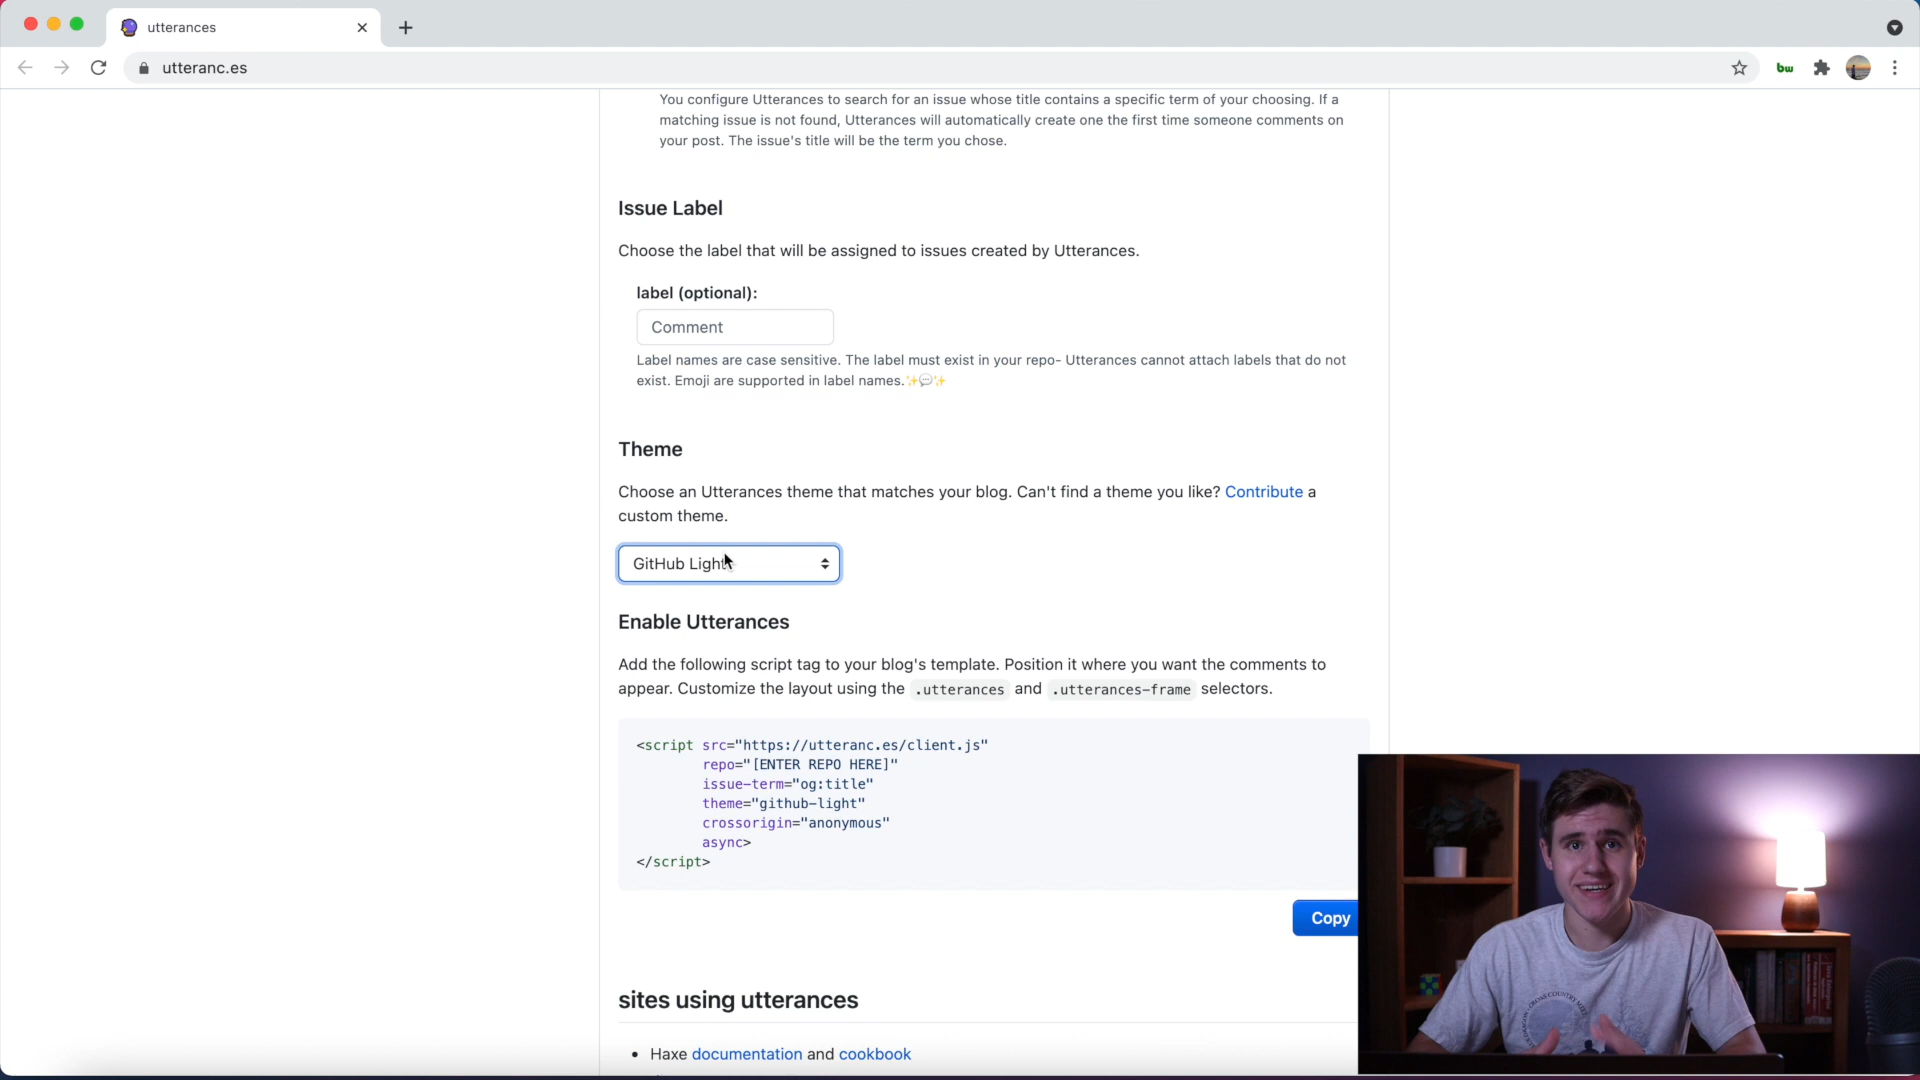 utterances
utteranc.es
bw
You configure Utterances to search for an issue whose title contains a specific term of your choosing. If a
matching issue is not found, Utterances will automatically create one the first time someone comments on
your post. The issue's title will be the term you chose.
Issue Label
Choose the label that will be assigned to issues created by Utterances.
label (optional):
Comment
Label names are case sensitive. The label must exist in your repo- Utterances cannot attach labels that do not
exist. Emoji are supported in label names.✨💬✨
Theme
Choose an Utterances theme that matches your blog. Can't find a theme you like? Contribute a
custom theme.
GitHub Light
Enable Utterances
Add the following script tag to your blog's template. Position it where you want the comments to
appear. Customize the layout using the .utterances and .utterances-frame selectors.
<script src="https://utteranc.es/client.js"
repo="[ENTER REPO HERE]"
issue-term="og:title"
theme="github-light"
crossorigin="anonymous"
async>
</script>
Copy
sites using utterances
• Haxe documentation and cookbook